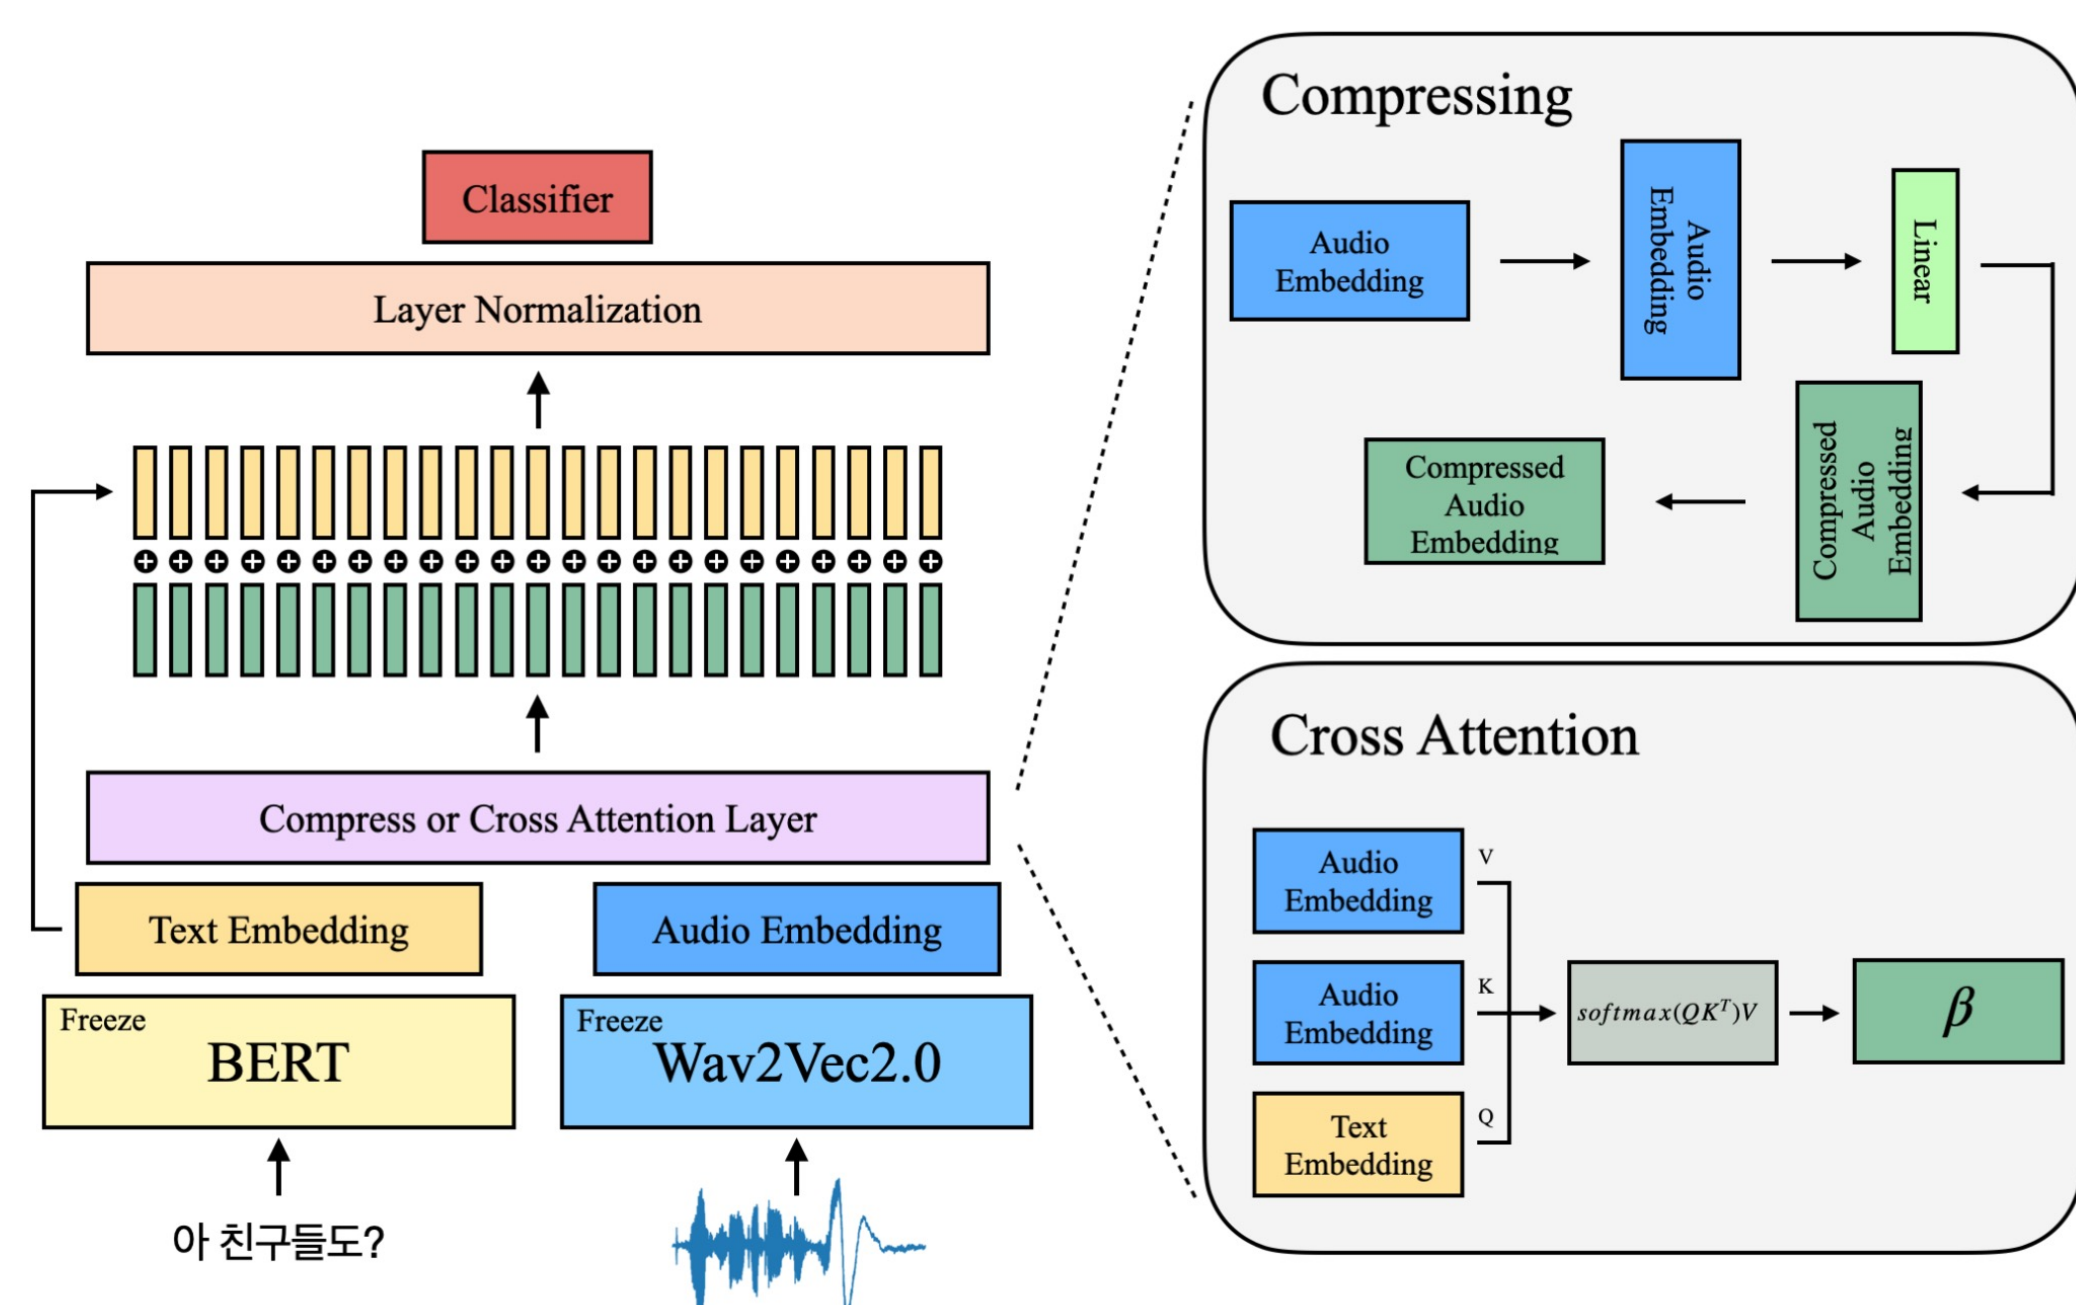 Classifier
Layer Normalization
Compress or Cross Attention Layer
Text Embedding
Audio Embedding
Freeze
BERT
Freeze
Wav2Vec2.0
아 친구들도?
Compressing
Audio
Embedding
Audio
Embedding
Linear
Compressed
Audio
Embedding
Compressed
Audio
Embedding
Cross Attention
Audio
Embedding
V
Audio
Embedding
K
Text
Embedding
Q
softmax(QKᵀ)V
β